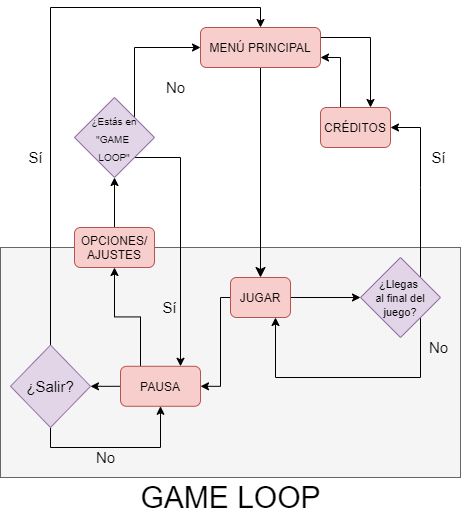 MENÚ PRINCIPAL
No
¿Estás en
"GAME
LOOP"
CRÉDITOS
Sí
Sí
OPCIONES/
AJUSTES
¿Llegas
al final del
juego?
JUGAR
Sí
No
¿Salir?
PAUSA
No
GAME LOOP